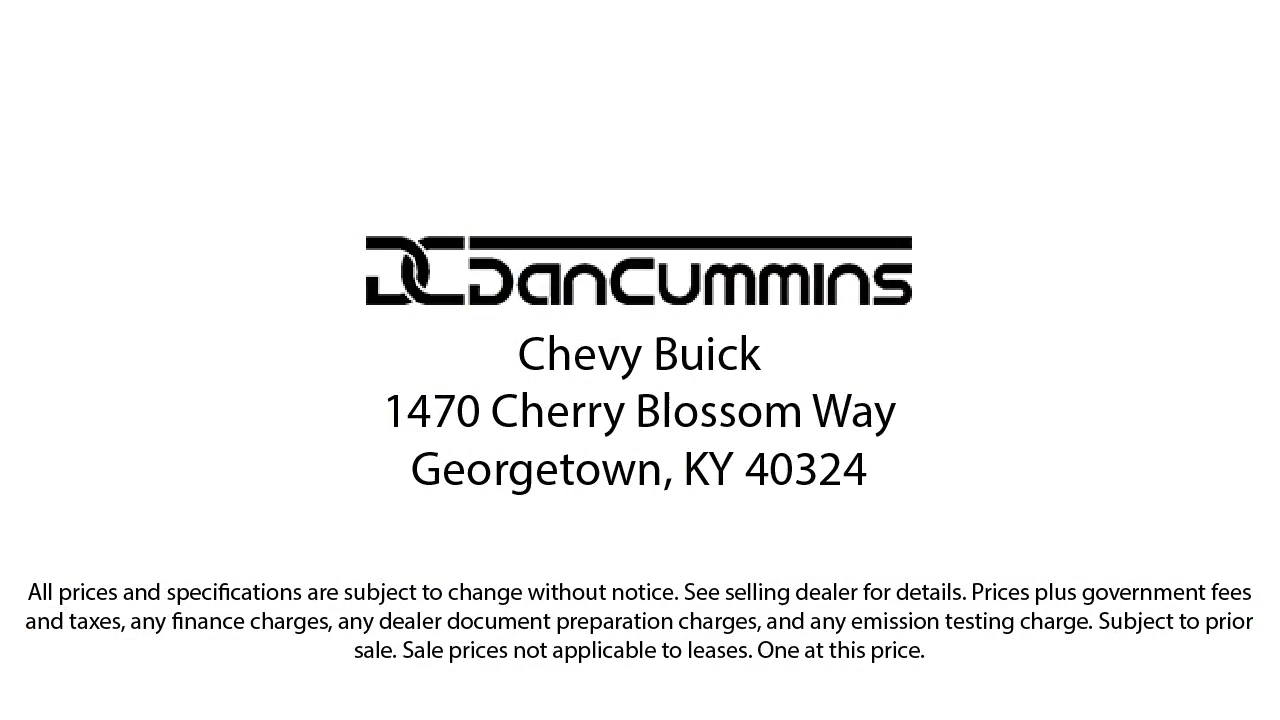 DC DanCummins
Chevy Buick
1470 Cherry Blossom Way
Georgetown, KY 40324
All prices and specifications are subject to change without notice. See selling dealer for details. Prices plus government fees
and taxes, any finance charges, any dealer document preparation charges, and any emission testing charge. Subject to prior
sale. Sale prices not applicable to leases. One at this price.